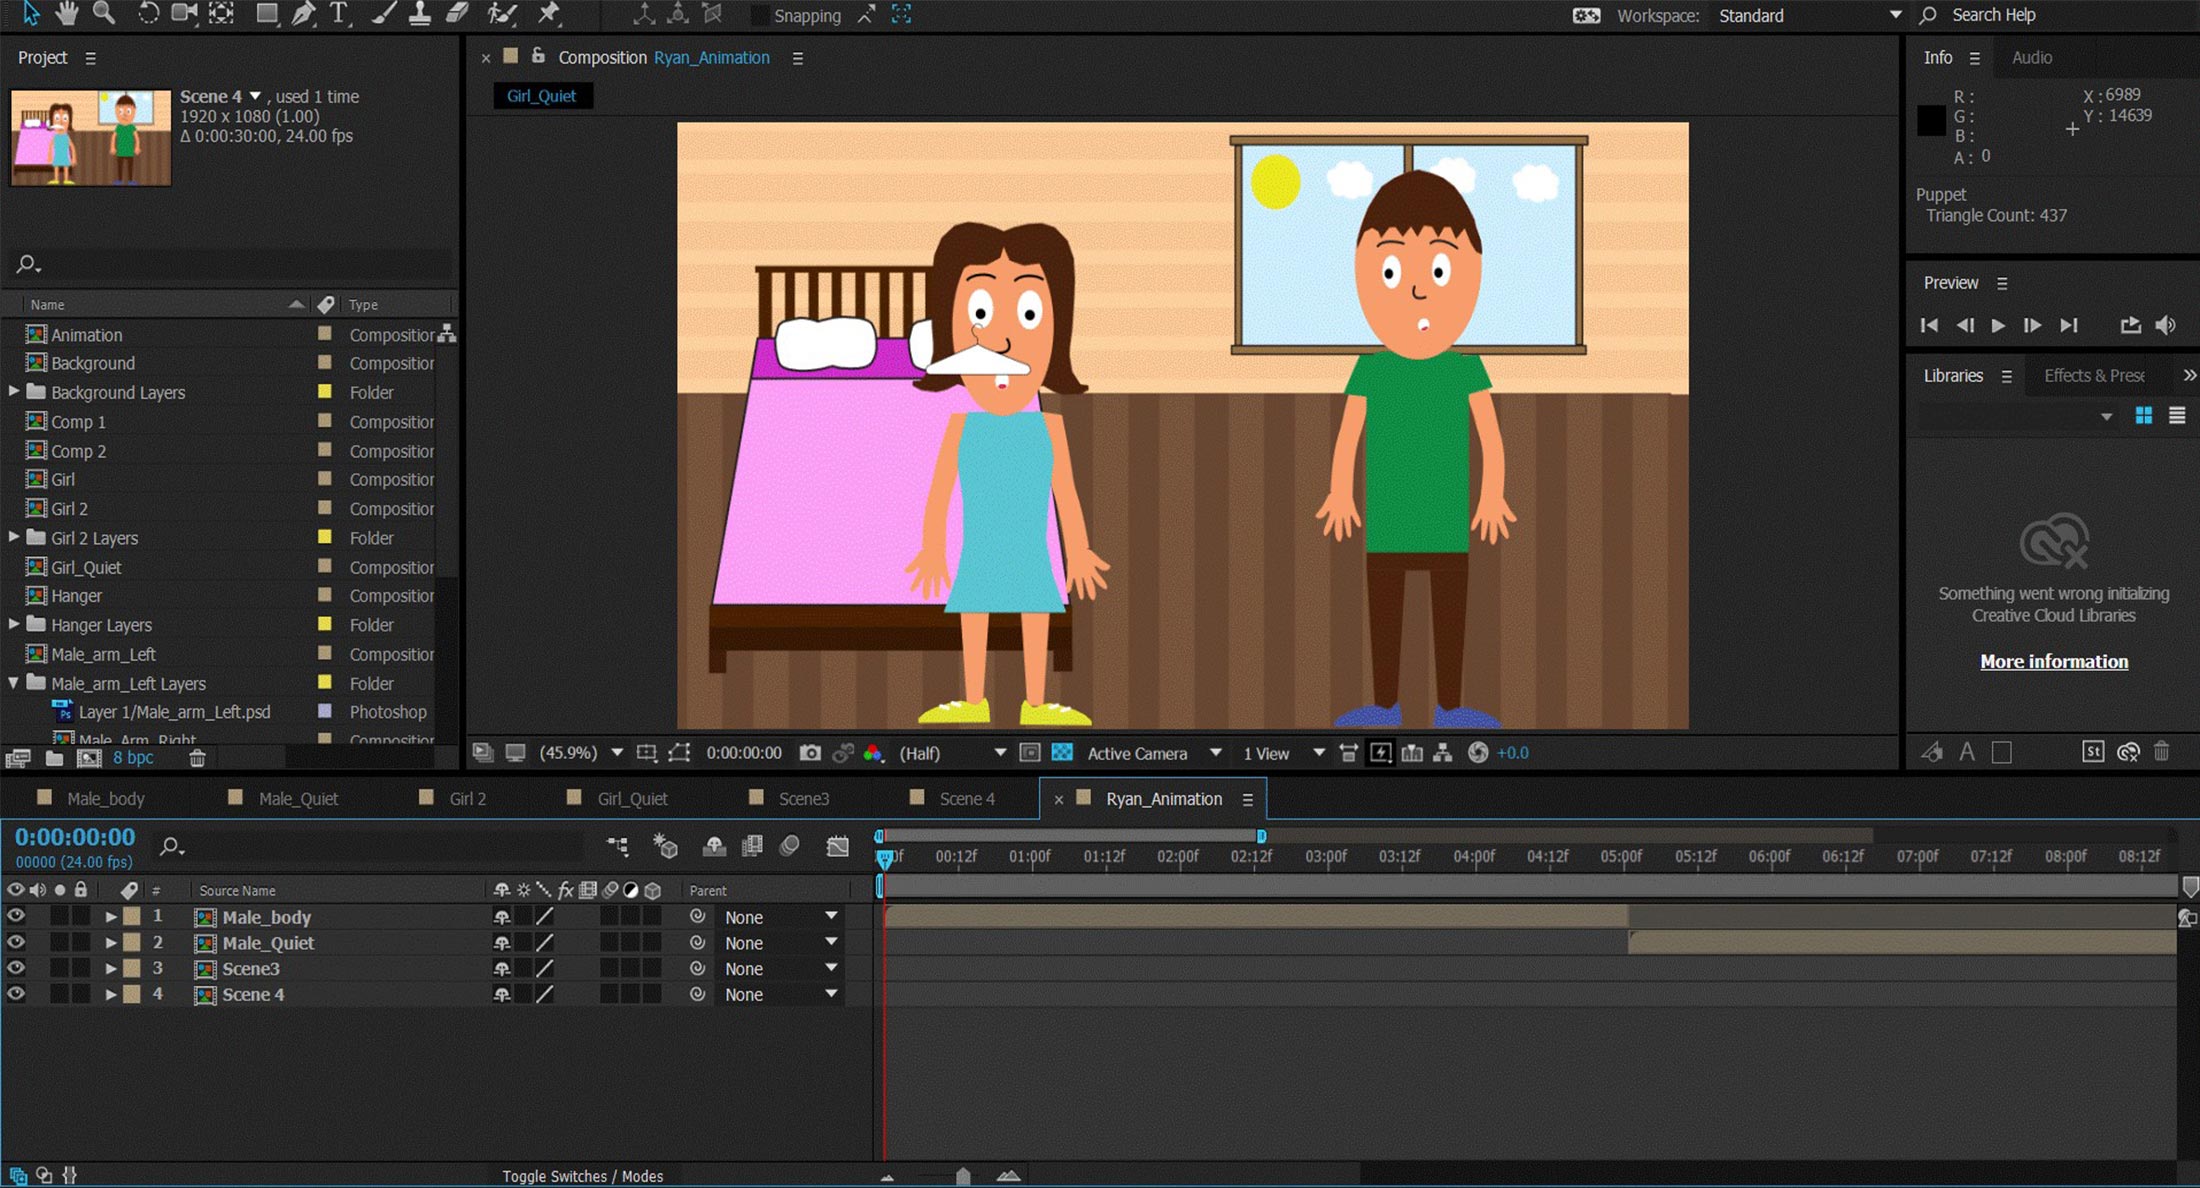 Snapping
Workspace: Standard
Search Help
Project
Scene 4 , used 1 time
1920 x 1080 (1.00)
Δ 0:00:30:00, 24.00 fps
Name Type
Animation Composition
Background Composition
Background Layers Folder
Comp 1 Composition
Comp 2 Composition
Girl Composition
Girl 2 Composition
Girl 2 Layers Folder
Girl_Quiet Composition
Hanger Composition
Hanger Layers Folder
Male_arm_Left Composition
Male_arm_Left Layers Folder
Ps Layer 1/Male_arm_Left.psd Photoshop
Male_Arm_Right Composition
8 bpc
Composition Ryan_Animation
Girl_Quiet
(45.9%) 0:00:00:00 (Half) Active Camera 1 View +0.0
Info Audio
R : X : 6989
G : Y : 14639
B :
A : 0
Puppet
Triangle Count: 437
Preview
Libraries Effects & Prese
Something went wrong initializing
Creative Cloud Libraries
More information
A St
Male_body Male_Quiet Girl 2 Girl_Quiet Scene3 Scene 4 Ryan_Animation
0:00:00:00
00000 (24.00 fps)
0f 00:12f 01:00f 01:12f 02:00f 02:12f 03:00f 03:12f 04:00f 04:12f 05:00f 05:12f 06:00f 06:12f 07:00f 07:12f 08:00f 08:12f
# Source Name fx Parent
1 Male_body None
2 Male_Quiet None
3 Scene3 None
4 Scene 4 None
Toggle Switches / Modes